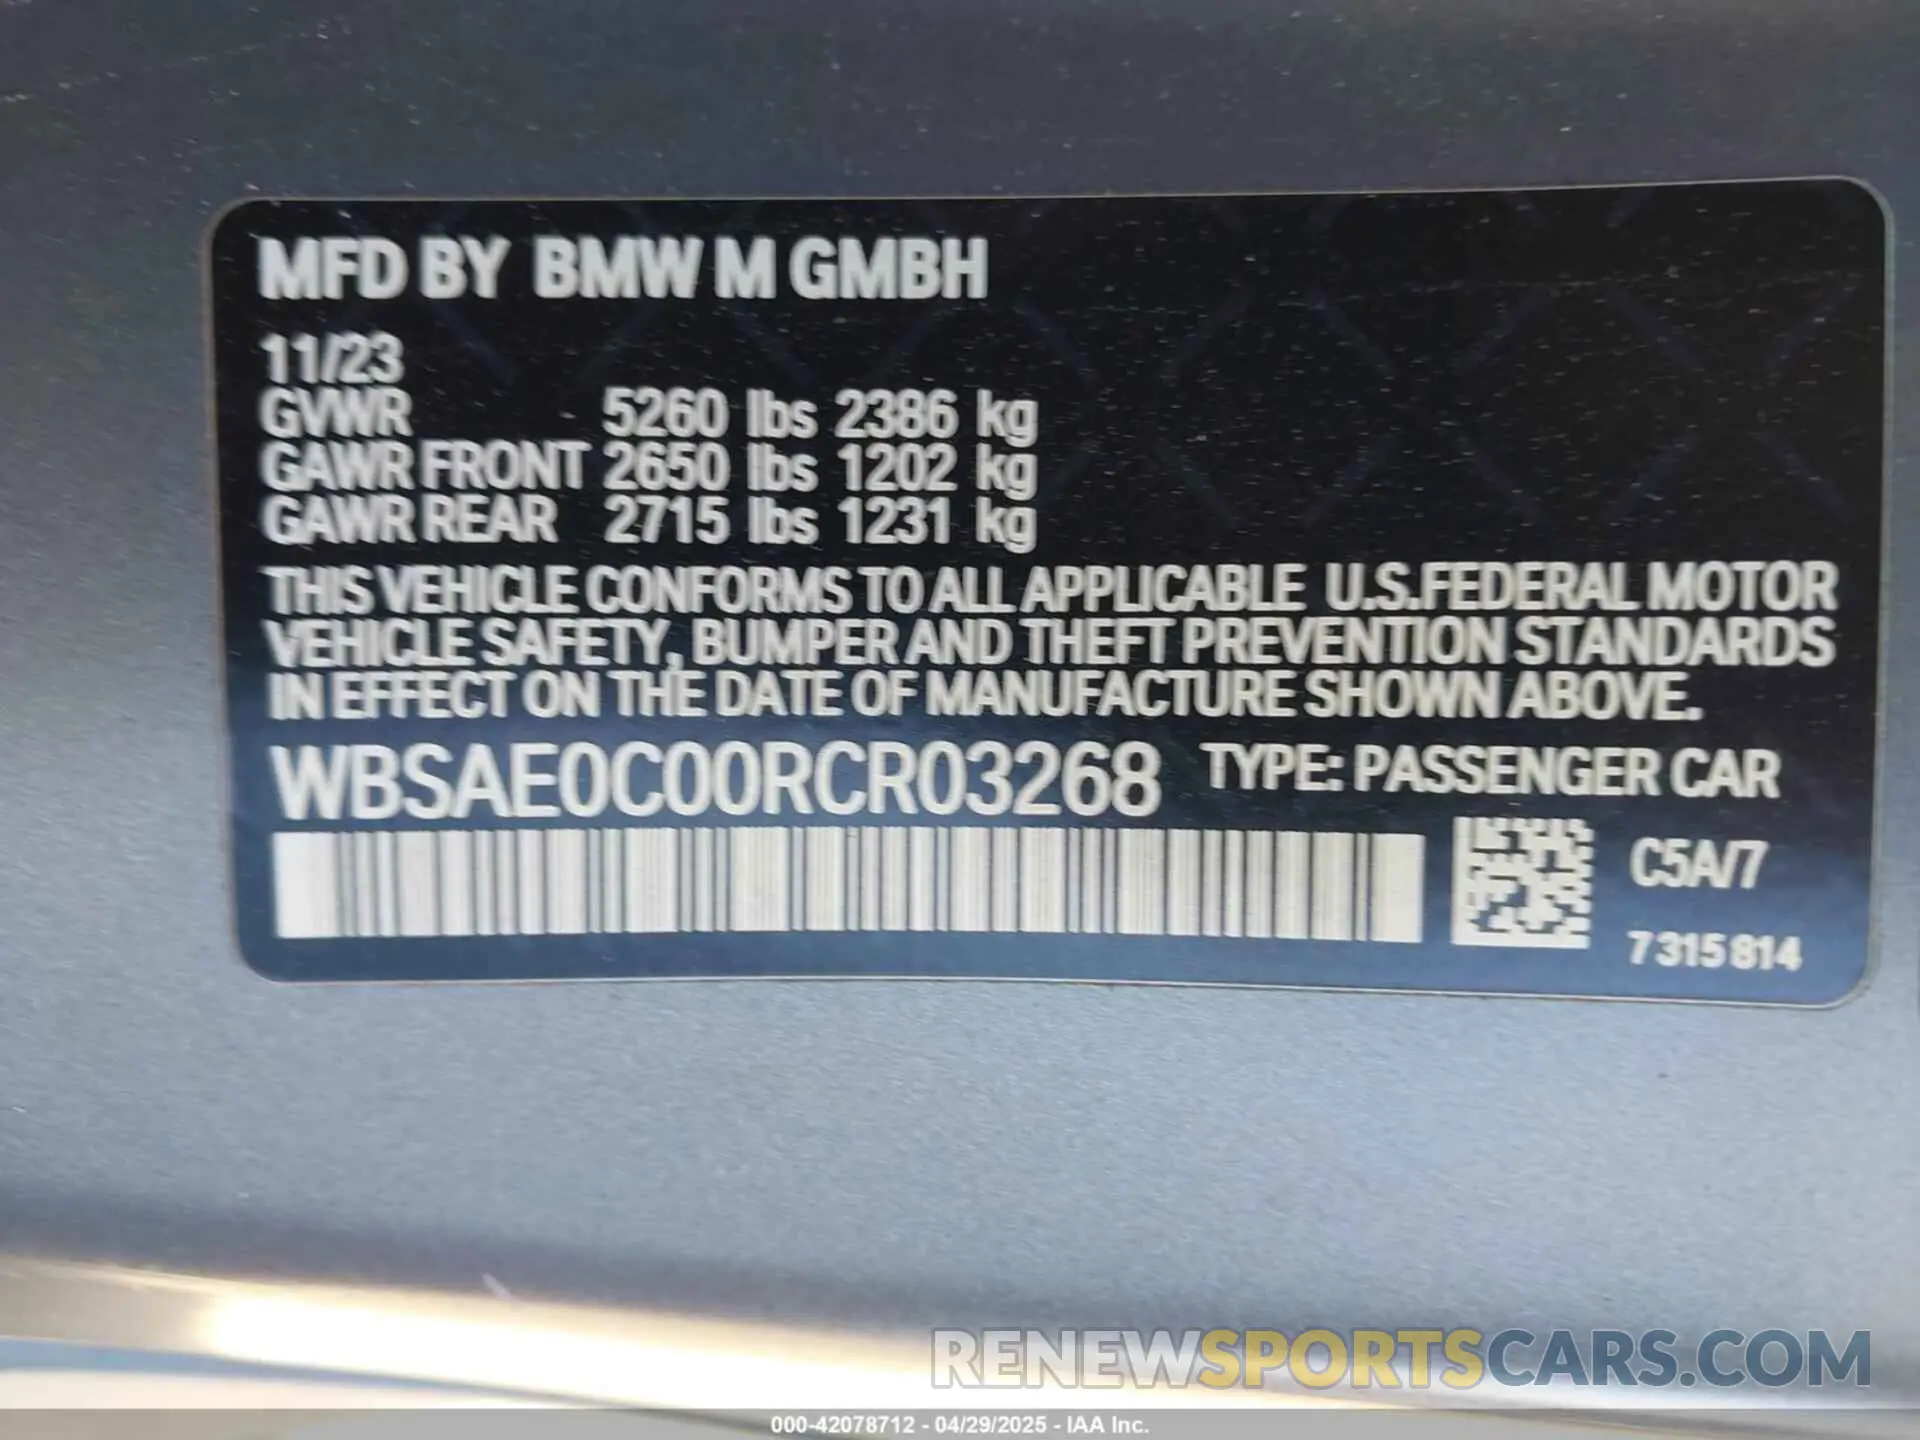 MFD BY BMW M GMBH
11/23
GVWR 5260 lbs 2386 kg
GAWR FRONT 2650 lbs 1202 kg
GAWR REAR 2715 lbs 1231 kg
THIS VEHICLE CONFORMS TO ALL APPLICABLE U.S.FEDERAL MOTOR
VEHICLE SAFETY, BUMPER AND THEFT PREVENTION STANDARDS
IN EFFECT ON THE DATE OF MANUFACTURE SHOWN ABOVE.
WBSAE0C00RCR03268 TYPE: PASSENGER CAR
C5A/7
7 315 814
RENEWSPORTSCARS.COM
000-42078712 - 04/29/2025 - IAA Inc.